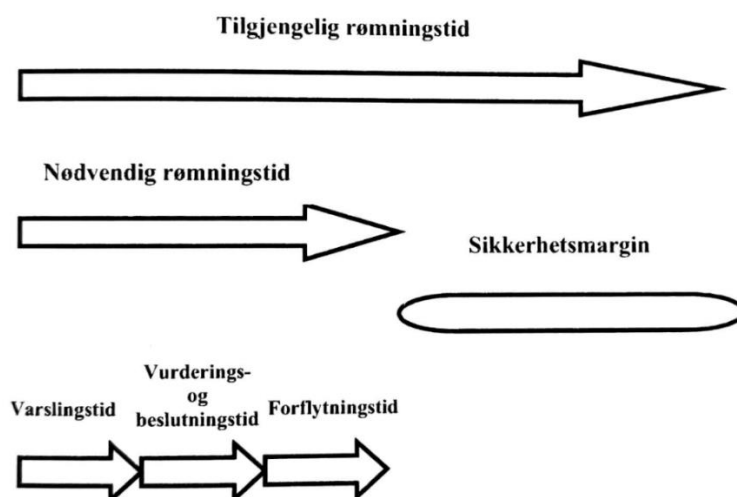 Tilgjengelig rømningstid
Nødvendig rømningstid
Sikkerhetsmargin
Varslingstid
Vurderings-
og
beslutningstid
Forflytningstid